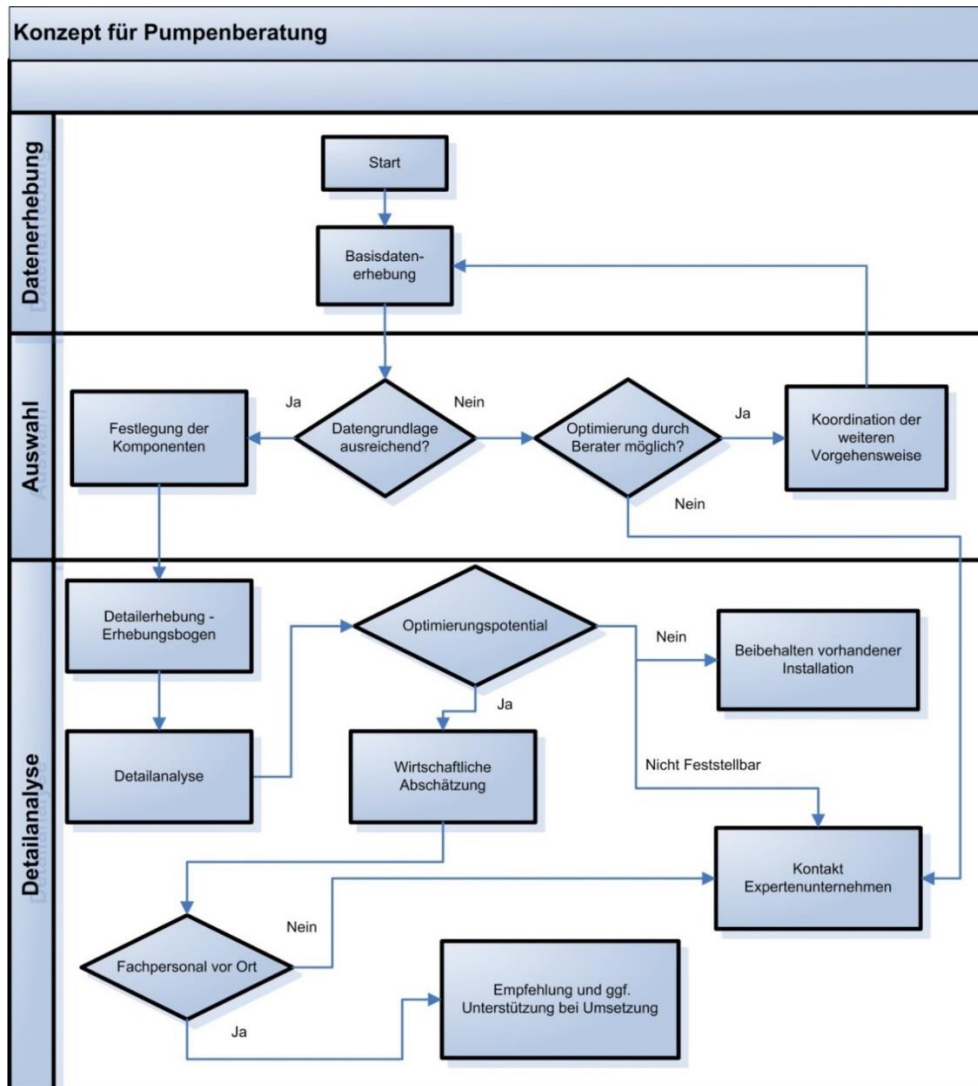 Konzept für Pumpenberatung
Datenerhebung
Start
Basisdaten-
erhebung
Auswahl
Festlegung der
Komponenten
Ja
Datengrundlage
ausreichend?
Nein
Optimierung durch
Berater möglich?
Ja
Koordination der
weiteren
Vorgehensweise
Nein
Detailanalyse
Detailerhebung -
Erhebungsbogen
Optimierungspotential
Nein
Beibehalten vorhandener
Installation
Ja
Detailanalyse
Wirtschaftliche
Abschätzung
Nicht Feststellbar
Kontakt
Expertenunternehmen
Nein
Fachpersonal vor Ort
Ja
Empfehlung und ggf.
Unterstützung bei Umsetzung